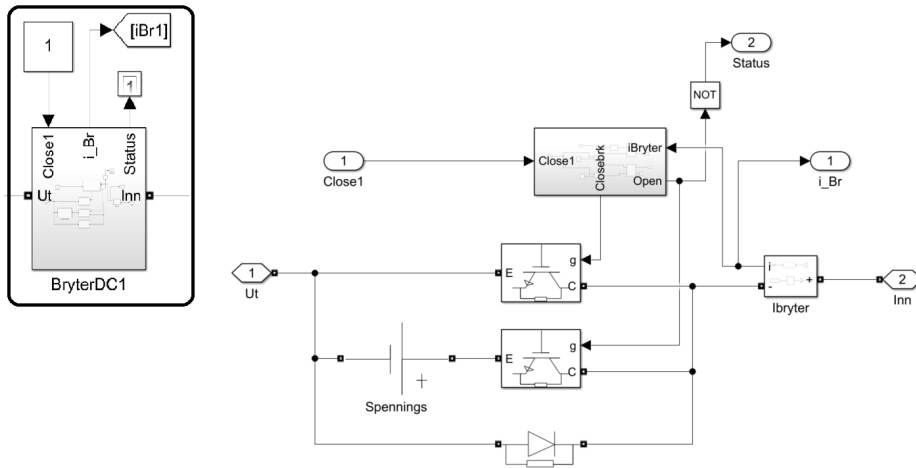 1
[iBr1]
1
Close1
i_Br
Status
Ut
Inn
BryterDC1
2
Status
NOT
1
Close1
Close1
Closebrk
iBryter
Open
1
i_Br
1
Ut
E
g
C
i
-
+
Ibryter
2
Inn
E
g
C
Spennings